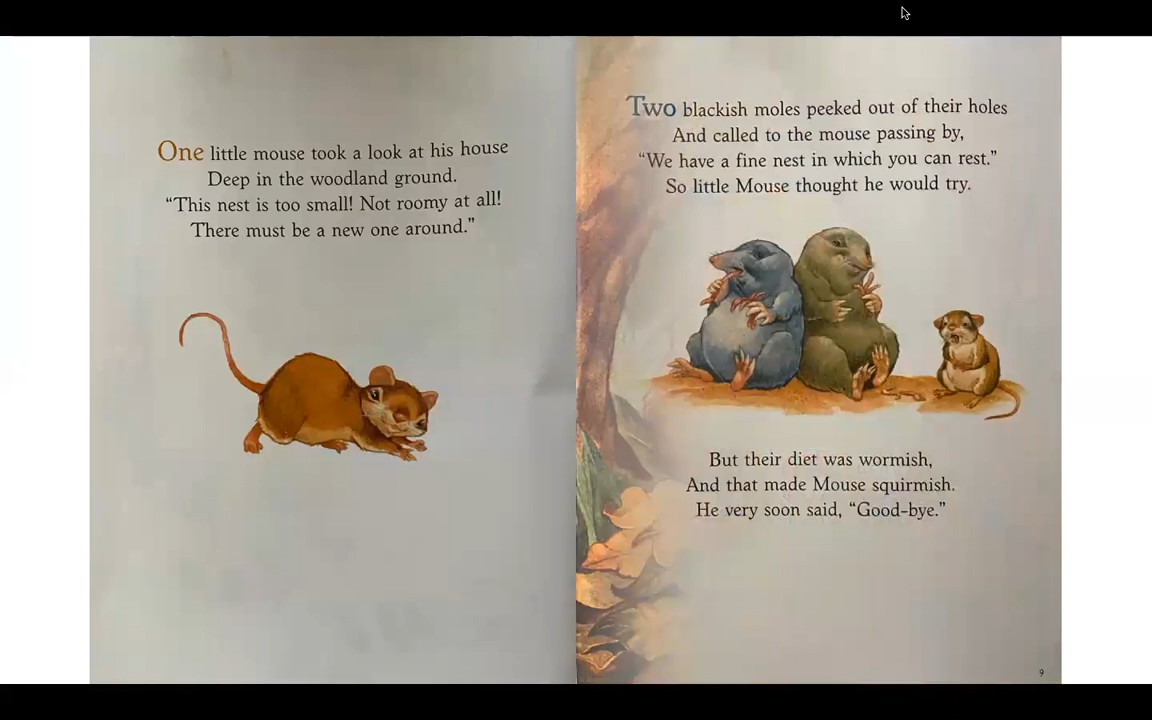 One little mouse took a look at his house
Deep in the woodland ground.
“This nest is too small! Not roomy at all!
There must be a new one around.”
Two blackish moles peeked out of their holes
And called to the mouse passing by,
“We have a fine nest in which you can rest.”
So little Mouse thought he would try.
But their diet was wormish,
And that made Mouse squirmish.
He very soon said, “Good-bye.”
9